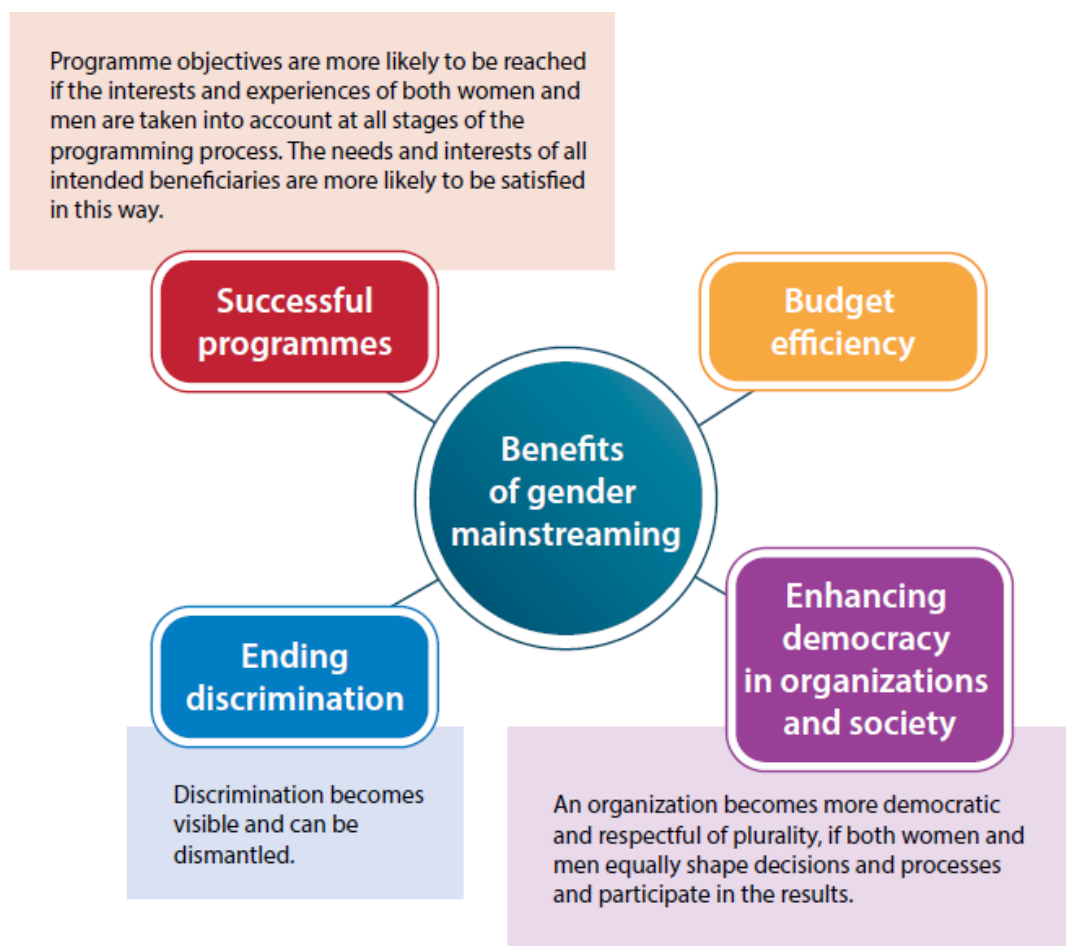 Programme objectives are more likely to be reached
if the interests and experiences of both women and
men are taken into account at all stages of the
programming process. The needs and interests of all
intended beneficiaries are more likely to be satisfied
in this way.
Successful
programmes
Budget
efficiency
Benefits
of gender
mainstreaming
Ending
discrimination
Discrimination becomes
visible and can be
dismantled.
Enhancing
democracy
in organizations
and society
An organization becomes more democratic
and respectful of plurality, if both women and
men equally shape decisions and processes
and participate in the results.